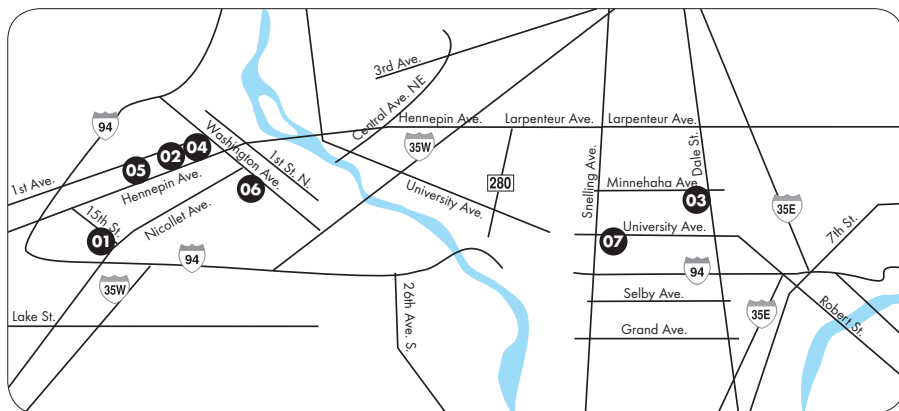 3rd Ave.
Central Ave. NE
94
Hennepin Ave.
Larpenteur Ave.
Larpenteur Ave.
Washington Ave.
1st St. N.
35W
04
02
05
1st Ave.
Hennepin Ave.
06
280
Snelling Ave.
Dale St.
Minnehaha Ave.
03
35E
University Ave.
15th St.
Nicollet Ave.
01
07
University Ave.
7th St.
94
94
35W
26th Ave. S.
Selby Ave.
35E
Robert St.
Lake St.
Grand Ave.